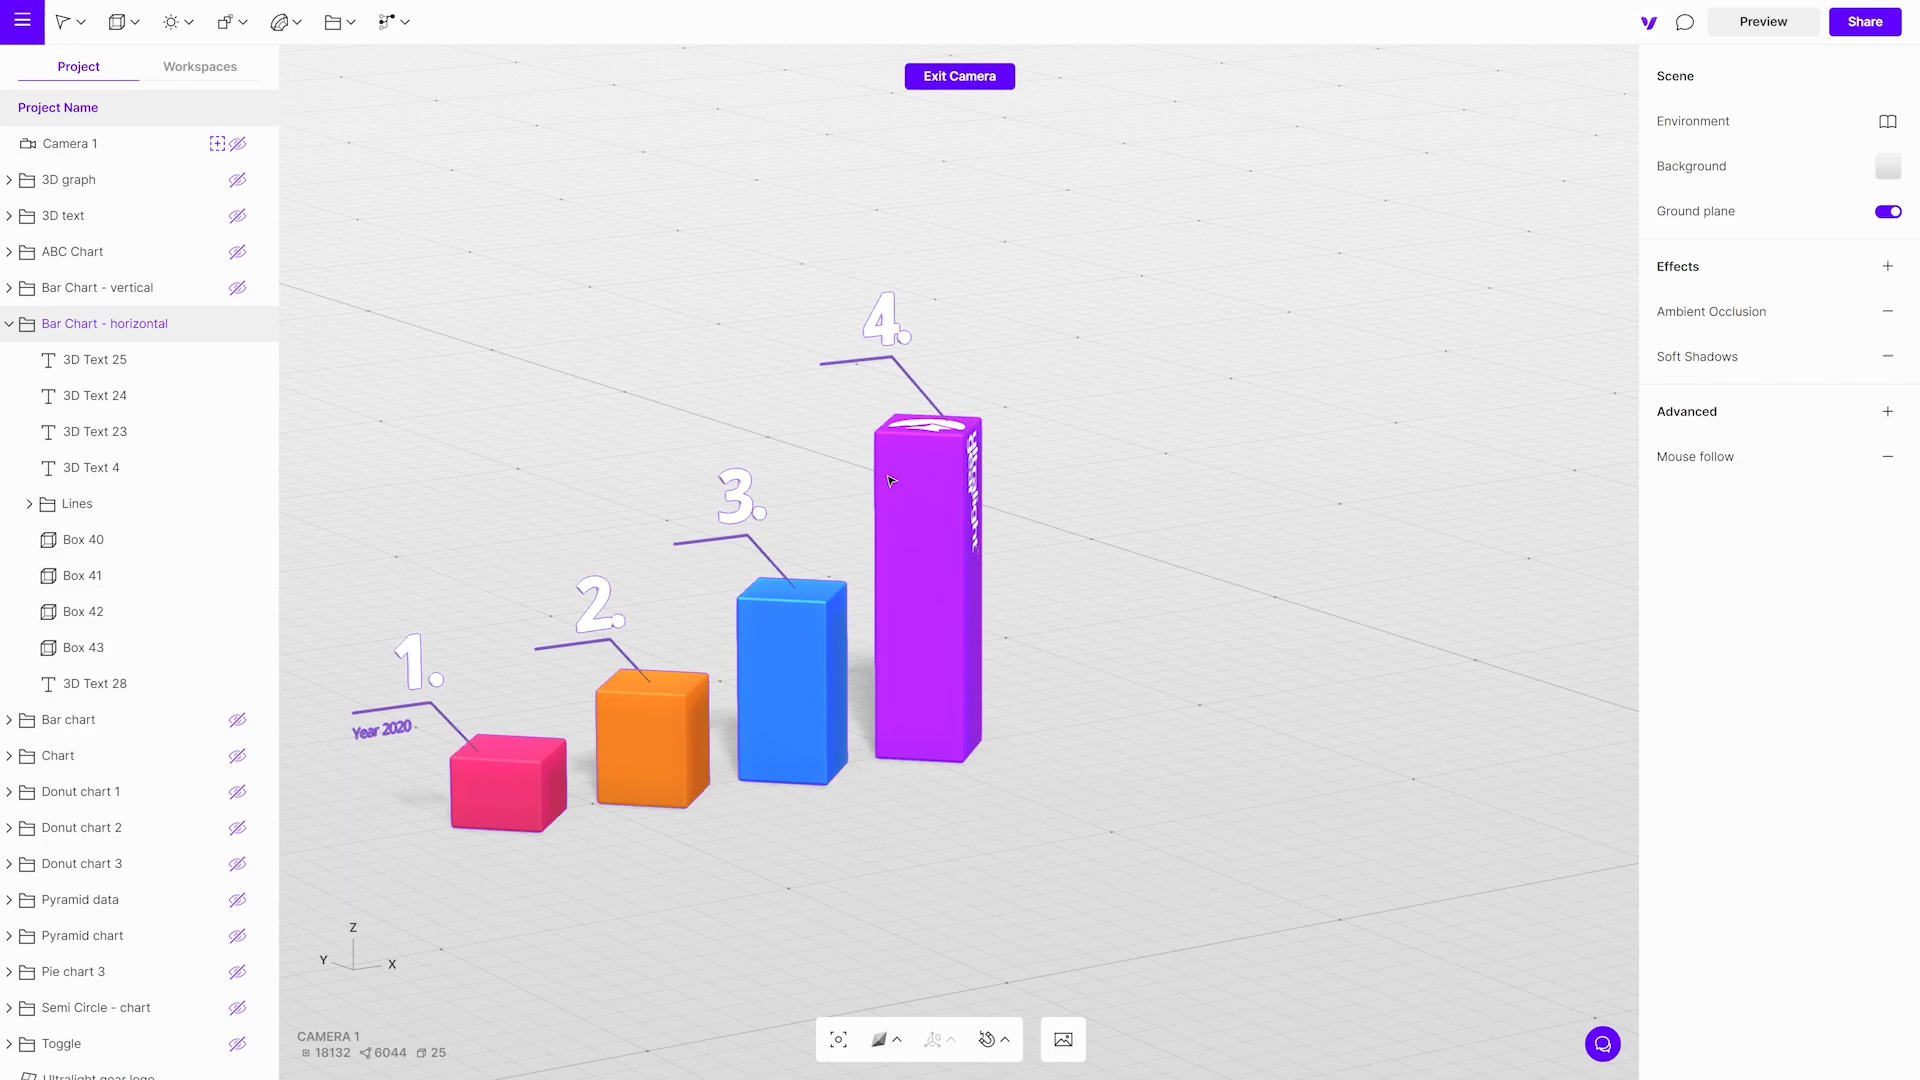 Preview
Share
Project
Workspaces
Project Name
Camera 1
3D graph
3D text
ABC Chart
Bar Chart - vertical
Bar Chart - horizontal
3D Text 25
3D Text 24
3D Text 23
3D Text 4
Lines
Box 40
Box 41
Box 42
Box 43
3D Text 28
Bar chart
Chart
Donut chart 1
Donut chart 2
Donut chart 3
Pyramid data
Pyramid chart
Pie chart 3
Semi Circle - chart
Toggle
Ultralight gear logo
Exit Camera
4.
3.
2.
1.
Year 2020
Z
Y
X
CAMERA 1
18132 6044 25
Scene
Environment
Background
Ground plane
Effects
Ambient Occlusion
Soft Shadows
Advanced
Mouse follow